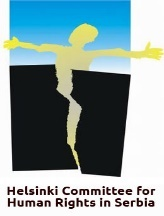 Helsinki Committee for
Human Rights in Serbia